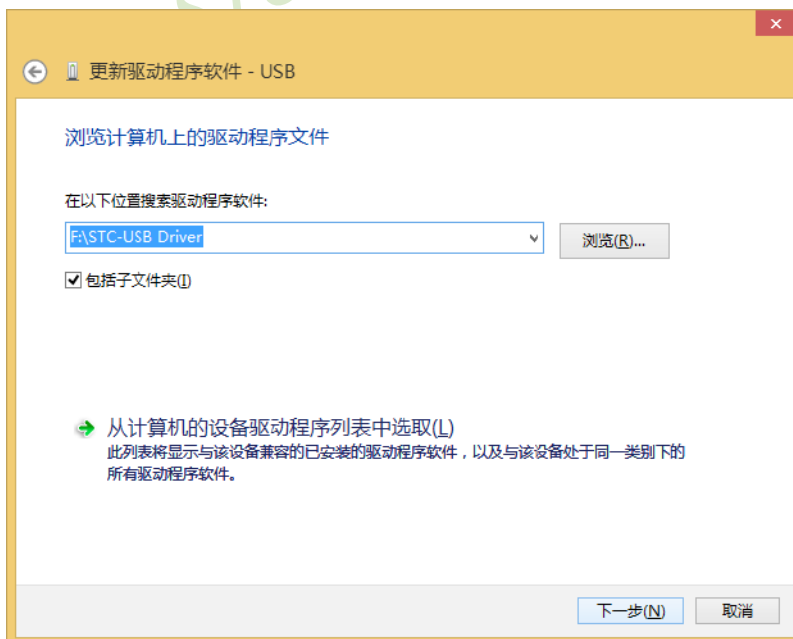 更新驱动程序软件 - USB
浏览计算机上的驱动程序文件
在以下位置搜索驱动程序软件:
F:\STC-USB Driver
浏览(R)...
包括子文件夹(I)
从计算机的设备驱动程序列表中选取(L)
此列表将显示与该设备兼容的已安装的驱动程序软件，以及与该设备处于同一类别下的
所有驱动程序软件。
下一步(N)
取消